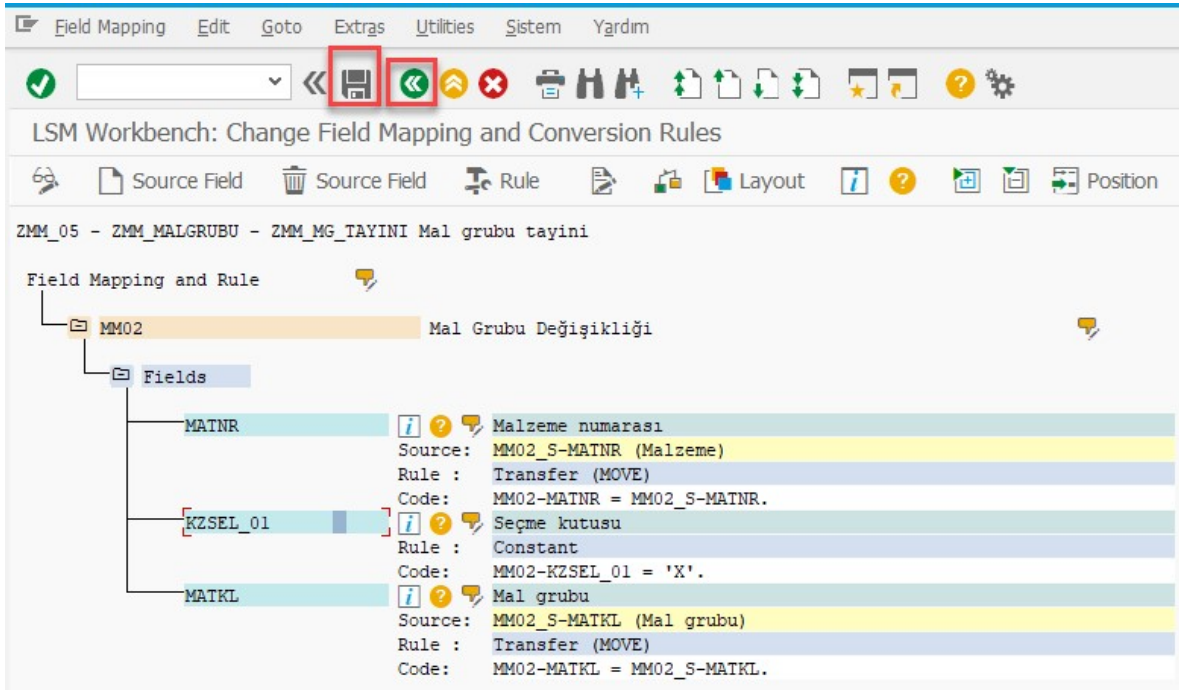 Field Mapping Edit Goto Extras Utilities Sistem Yardım
LSM Workbench: Change Field Mapping and Conversion Rules
Source Field Source Field Rule Layout Position
ZMM_05 - ZMM_MALGRUBU - ZMM_MG_TAYINI Mal grubu tayini
Field Mapping and Rule
MM02 Mal Grubu Değişikliği
Fields
MATNR Malzeme numarası
Source: MM02_S-MATNR (Malzeme)
Rule : Transfer (MOVE)
Code: MM02-MATNR = MM02_S-MATNR.
KZSEL_01 Seçme kutusu
Rule : Constant
Code: MM02-KZSEL_01 = 'X'.
MATKL Mal grubu
Source: MM02_S-MATKL (Mal grubu)
Rule : Transfer (MOVE)
Code: MM02-MATKL = MM02_S-MATKL.